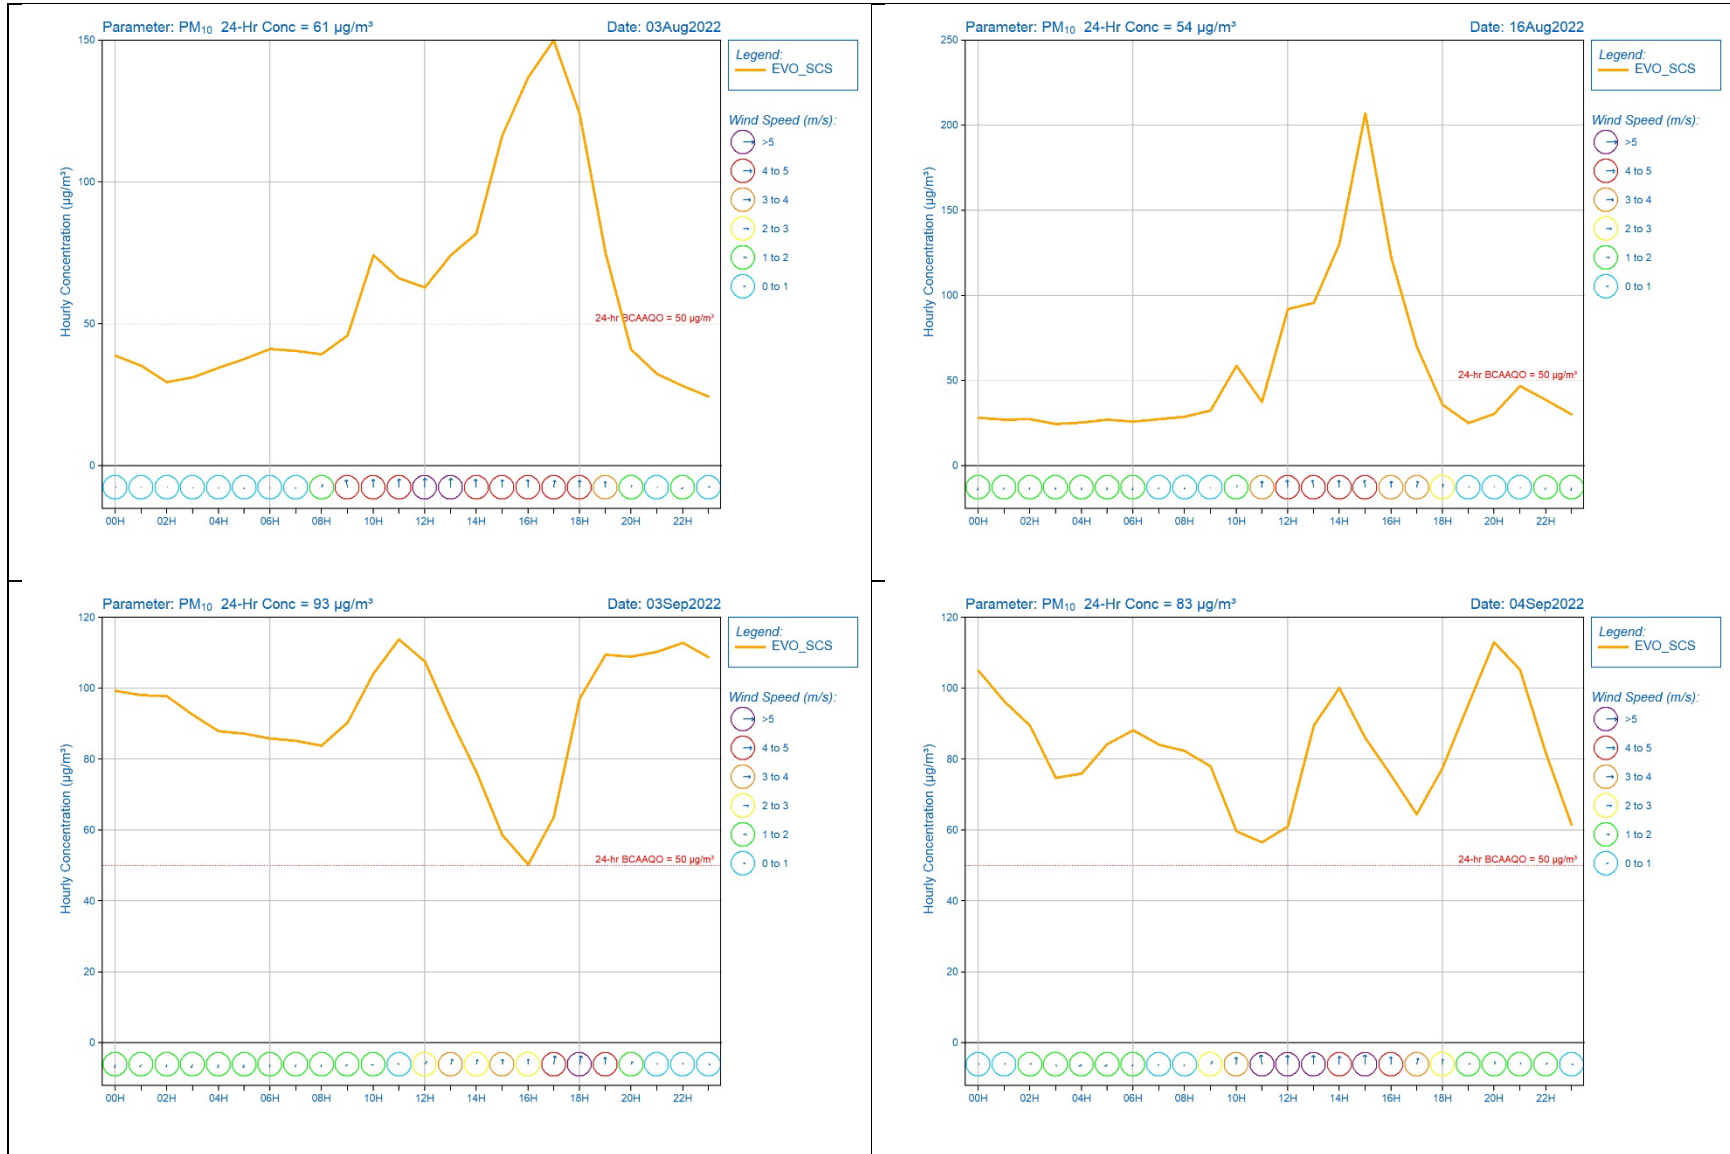 Parameter: PM₁₀ 24-Hr Conc = 61 µg/m³ Date: 03Aug2022
150
100
50
0
Hourly Concentration (µg/m³)
24-hr BCAAQO = 50 µg/m³
00H 02H 04H 06H 08H 10H 12H 14H 16H 18H 20H 22H
Legend:
EVO_SCS
Wind Speed (m/s):
>5
4 to 5
3 to 4
2 to 3
1 to 2
0 to 1
Parameter: PM₁₀ 24-Hr Conc = 54 µg/m³ Date: 16Aug2022
250
200
150
100
50
0
Hourly Concentration (µg/m³)
24-hr BCAAQO = 50 µg/m³
00H 02H 04H 06H 08H 10H 12H 14H 16H 18H 20H 22H
Legend:
EVO_SCS
Wind Speed (m/s):
>5
4 to 5
3 to 4
2 to 3
1 to 2
0 to 1
Parameter: PM₁₀ 24-Hr Conc = 93 µg/m³ Date: 03Sep2022
120
100
80
60
40
20
0
Hourly Concentration (µg/m³)
24-hr BCAAQO = 50 µg/m³
00H 02H 04H 06H 08H 10H 12H 14H 16H 18H 20H 22H
Legend:
EVO_SCS
Wind Speed (m/s):
>5
4 to 5
3 to 4
2 to 3
1 to 2
0 to 1
Parameter: PM₁₀ 24-Hr Conc = 83 µg/m³ Date: 04Sep2022
120
100
80
60
40
20
0
Hourly Concentration (µg/m³)
24-hr BCAAQO = 50 µg/m³
00H 02H 04H 06H 08H 10H 12H 14H 16H 18H 20H 22H
Legend:
EVO_SCS
Wind Speed (m/s):
>5
4 to 5
3 to 4
2 to 3
1 to 2
0 to 1